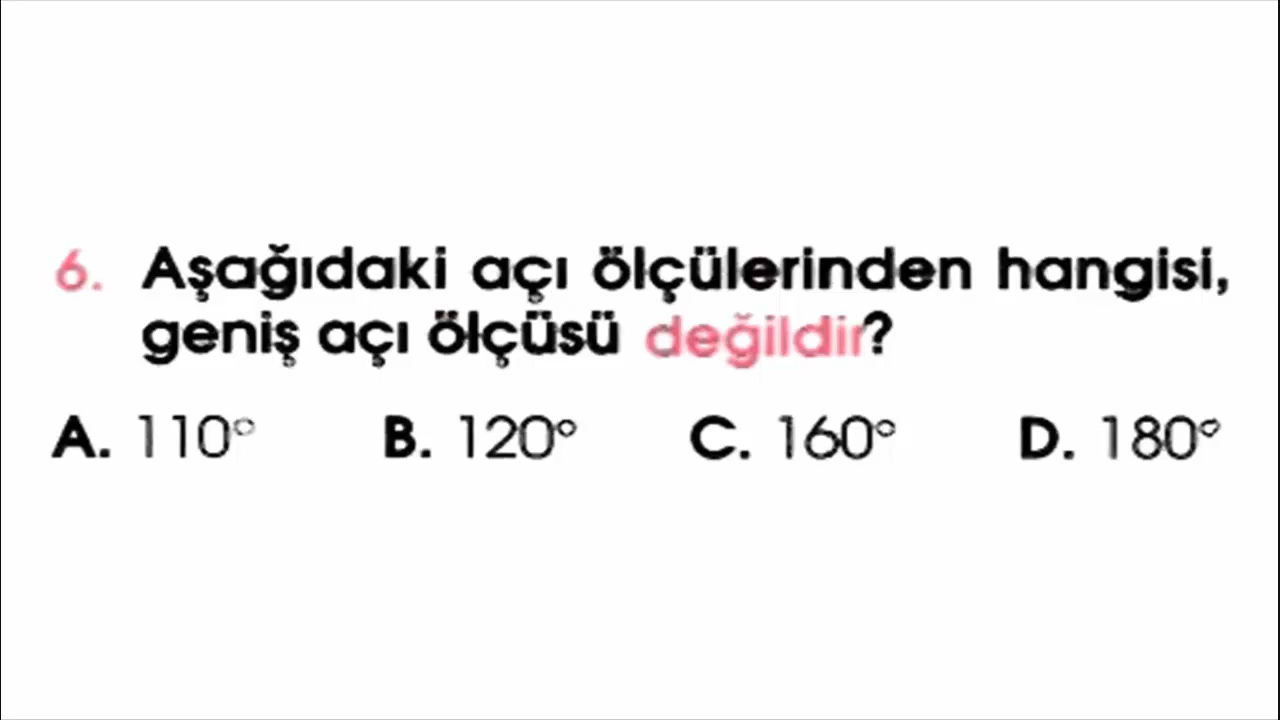 6. Aşağıdaki açı ölçülerinden hangisi,
geniş açı ölçüsü değildir?
A. 110° B. 120° C. 160° D. 180°